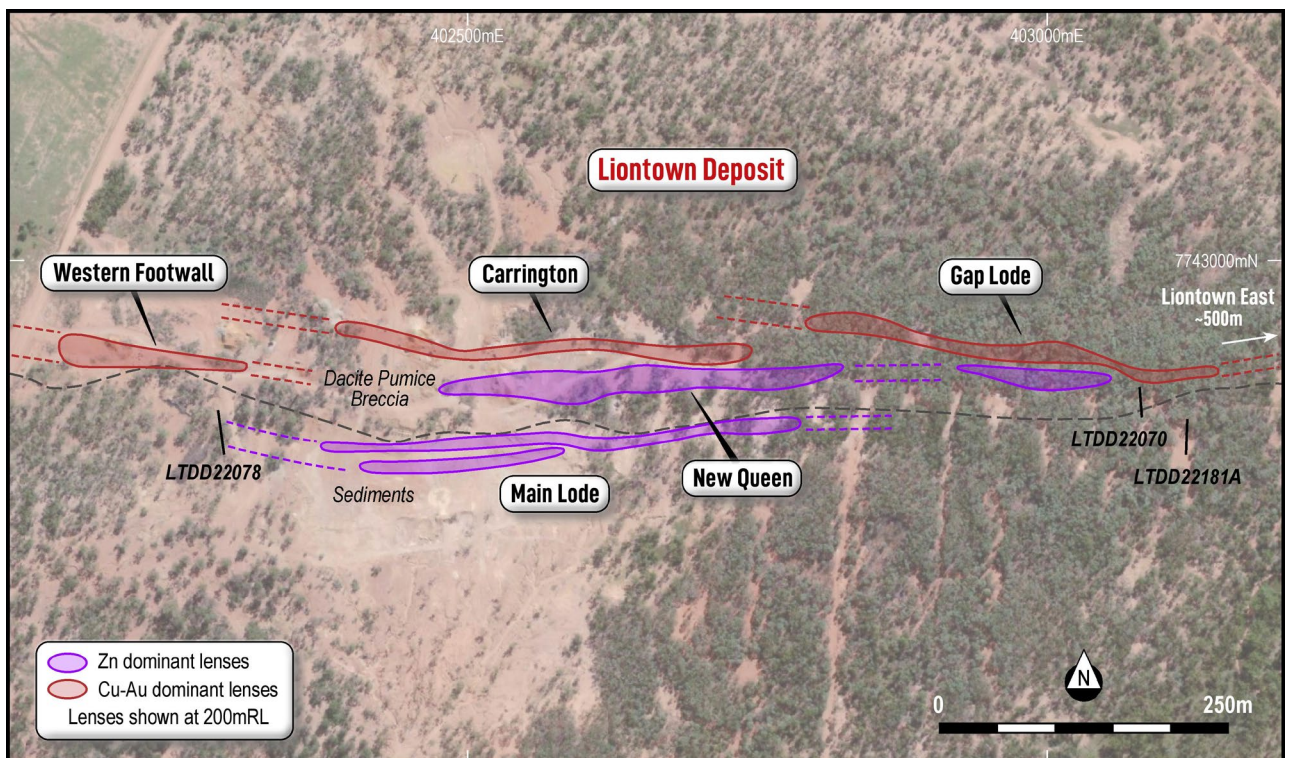 402500mE
403000mE
Liontown Deposit
7743000mN
Western Footwall
Carrington
Gap Lode
Liontown East
~500m
Dacite Pumice
Breccia
LTDD22070
LTDD22078
LTDD22181A
New Queen
Main Lode
Sediments
Zn dominant lenses
Cu-Au dominant lenses
Lenses shown at 200mRL
N
0
250m